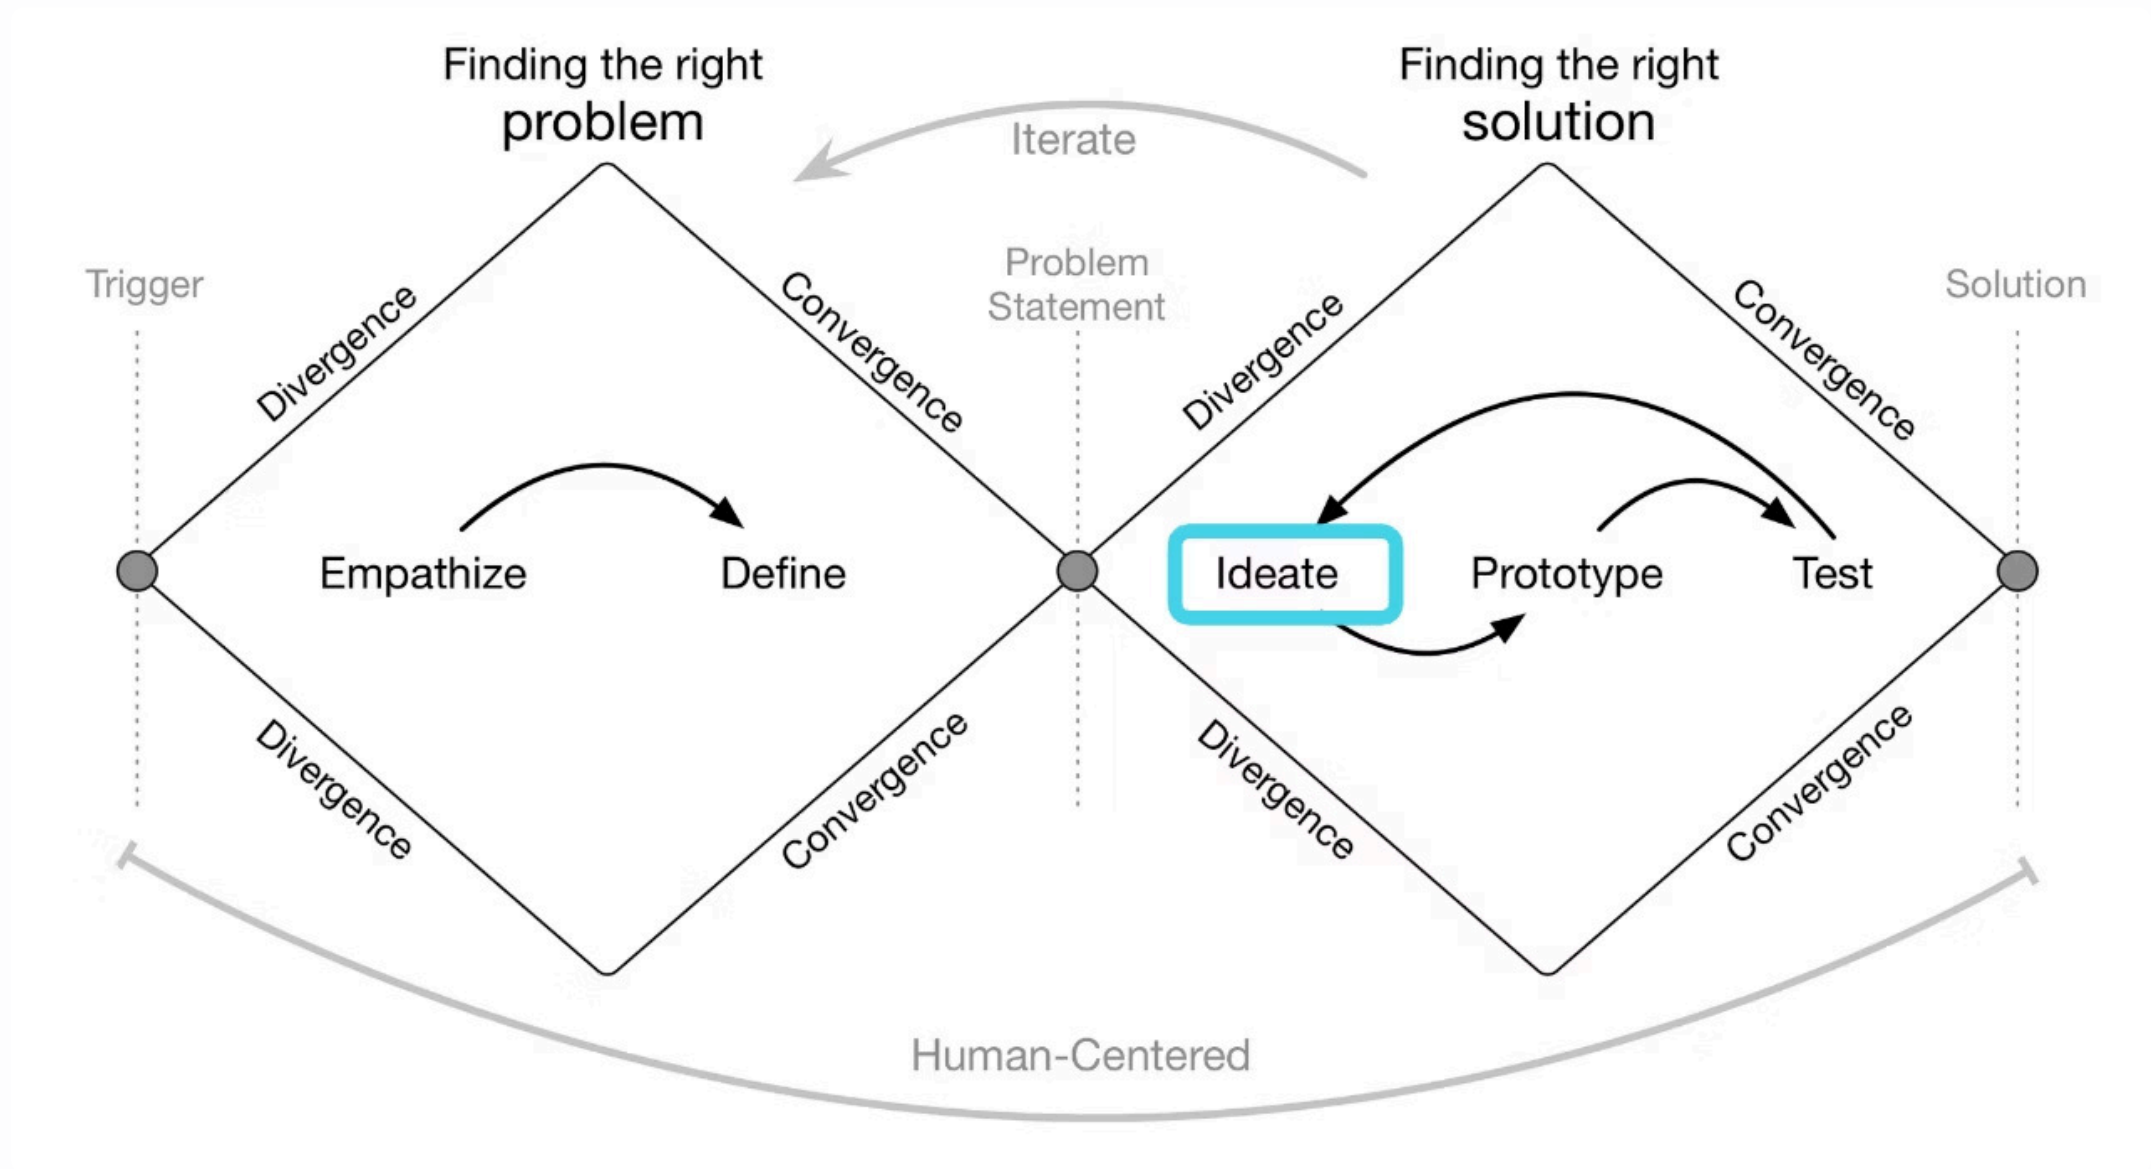 Finding the right
problem
Finding the right
solution
Iterate
Trigger
Problem
Statement
Solution
Divergence
Convergence
Divergence
Convergence
Empathize
Define
Ideate
Prototype
Test
Divergence
Convergence
Divergence
Convergence
Human-Centered